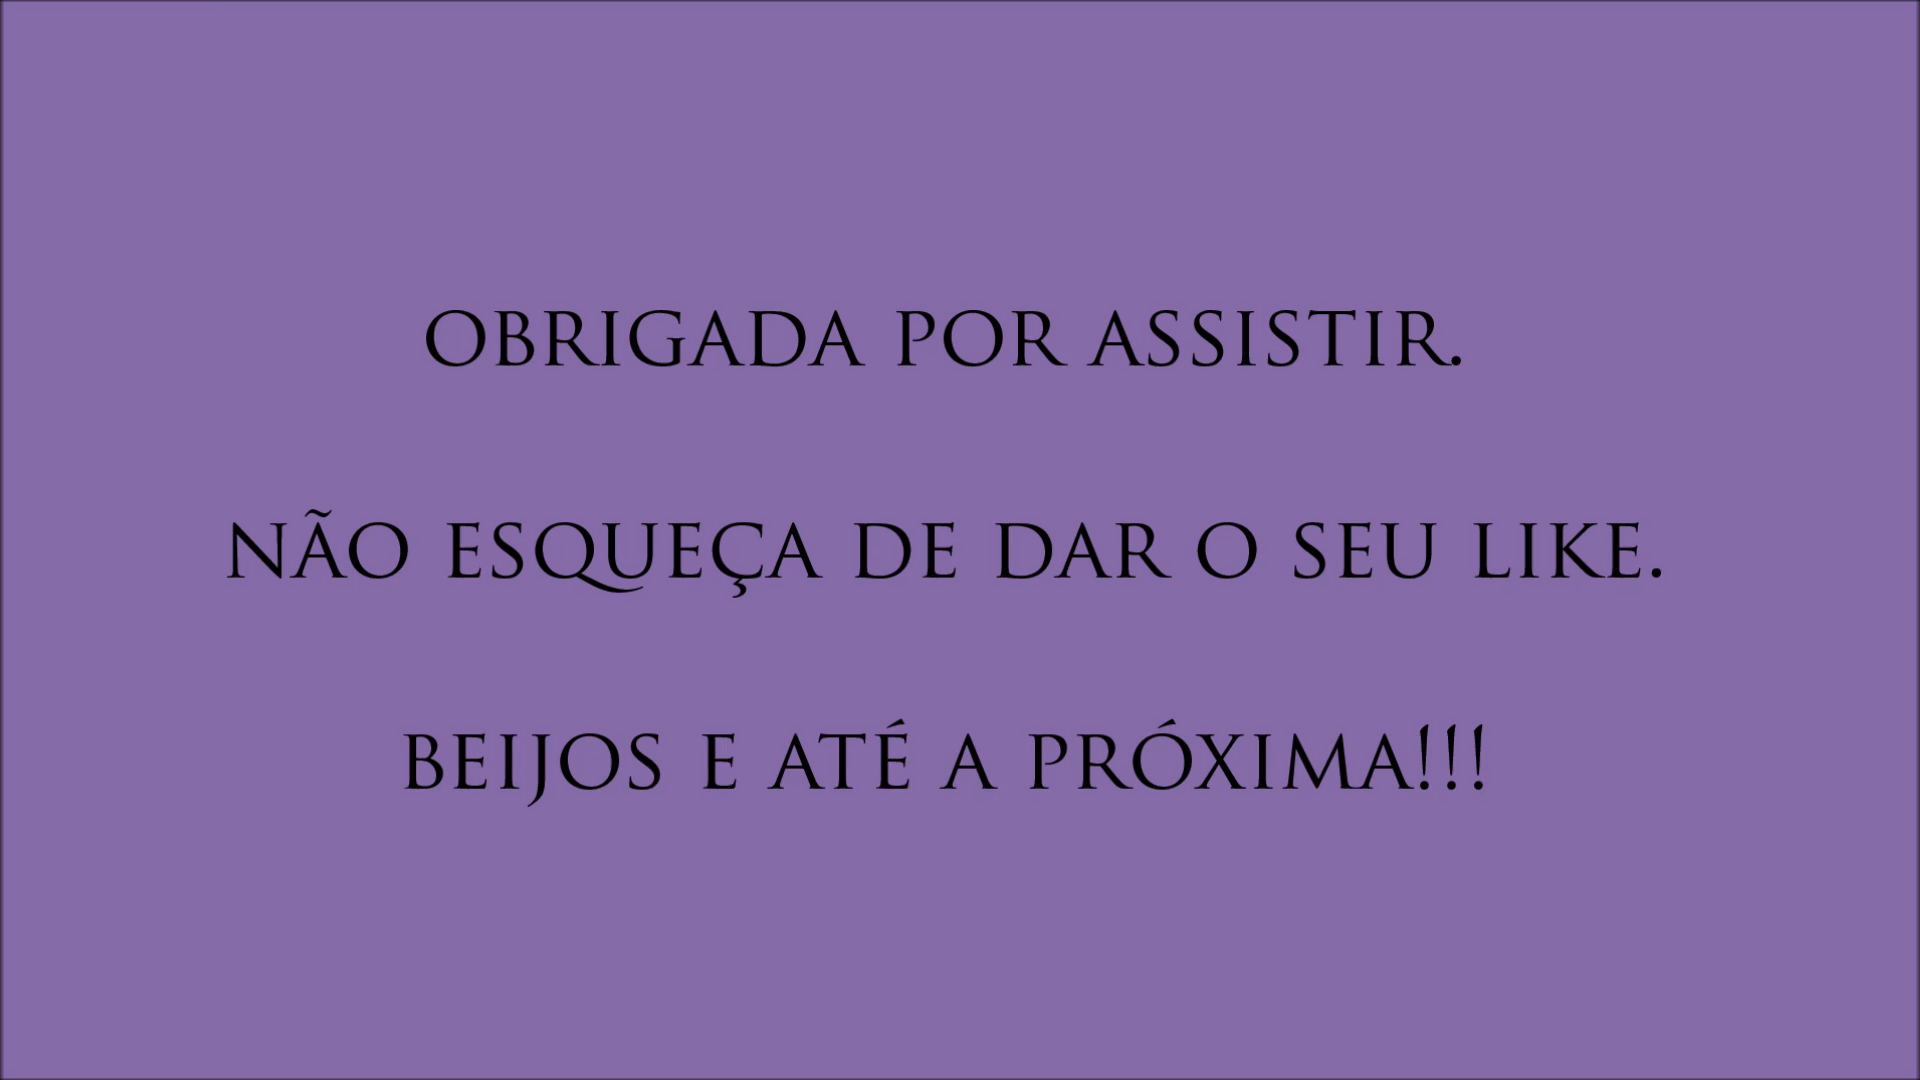 OBRIGADA POR ASSISTIR.
NÃO ESQUEÇA DE DAR O SEU LIKE.
BEIJOS E ATÉ A PRÓXIMA!!!